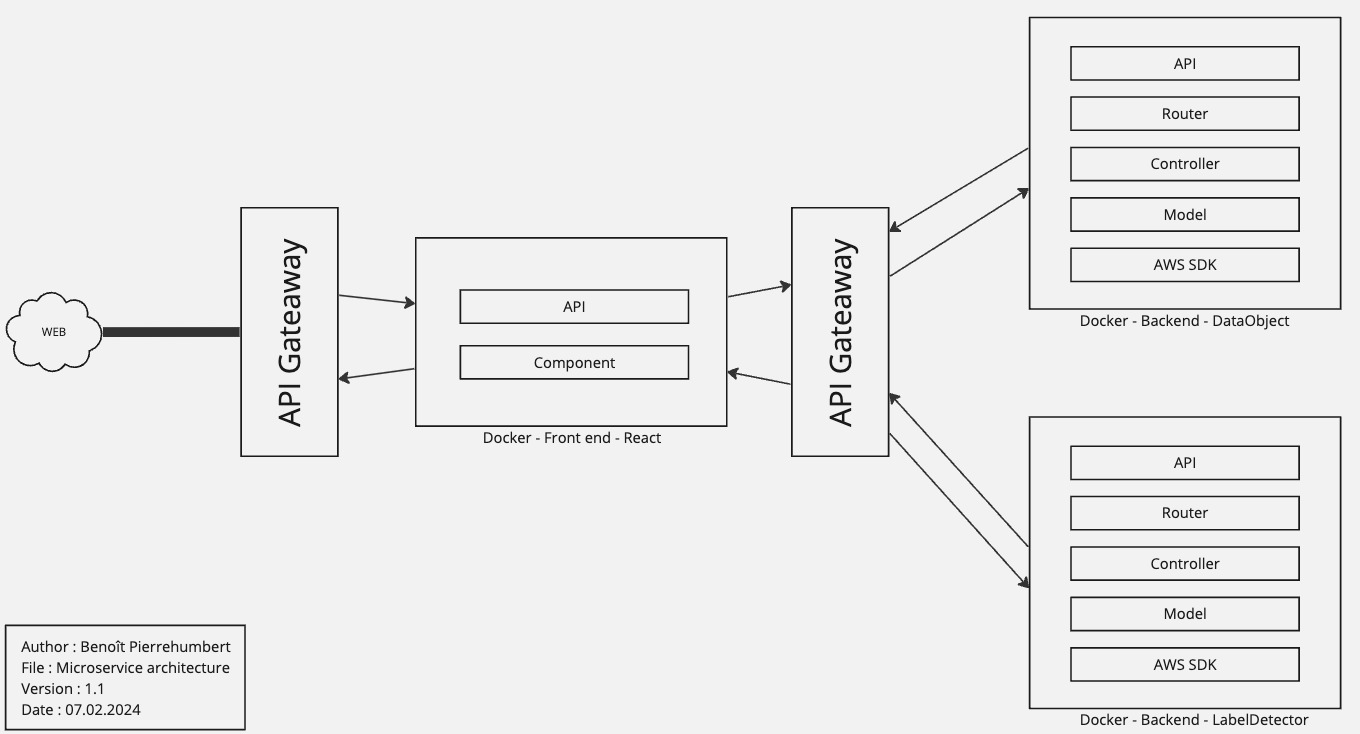 WEB
API Gateaway
API
Component
Docker - Front end - React
API Gateaway
API
Router
Controller
Model
AWS SDK
Docker - Backend - DataObject
API
Router
Controller
Model
AWS SDK
Docker - Backend - LabelDetector
Author : Benoît Pierrehumbert
File : Microservice architecture
Version : 1.1
Date : 07.02.2024